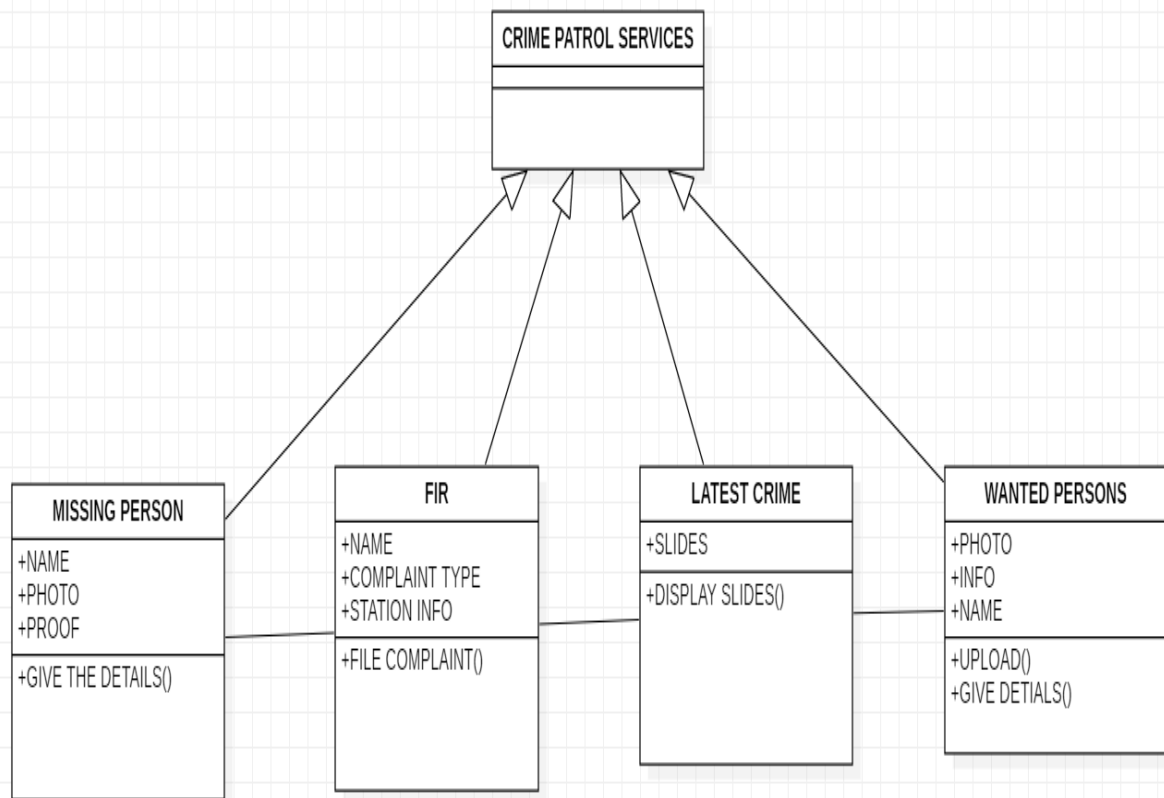 CRIME PATROL SERVICES
MISSING PERSON
+NAME
+PHOTO
+PROOF
+GIVE THE DETAILS()
FIR
+NAME
+COMPLAINT TYPE
+STATION INFO
+FILE COMPLAINT()
LATEST CRIME
+SLIDES
+DISPLAY SLIDES()
WANTED PERSONS
+PHOTO
+INFO
+NAME
+UPLOAD()
+GIVE DETIALS()